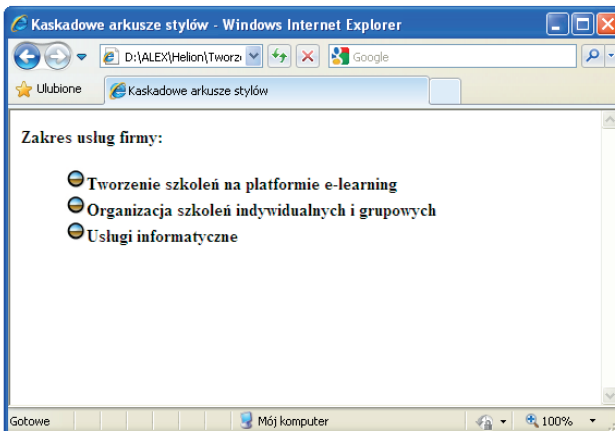 Kaskadowe arkusze stylów - Windows Internet Explorer
D:\ALEX\Helion\Tworz
Google
Ulubione
Kaskadowe arkusze stylów
Zakres usług firmy:
Tworzenie szkoleń na platformie e-learning
Organizacja szkoleń indywidualnych i grupowych
Usługi informatyczne
Gotowe
Mój komputer
100%